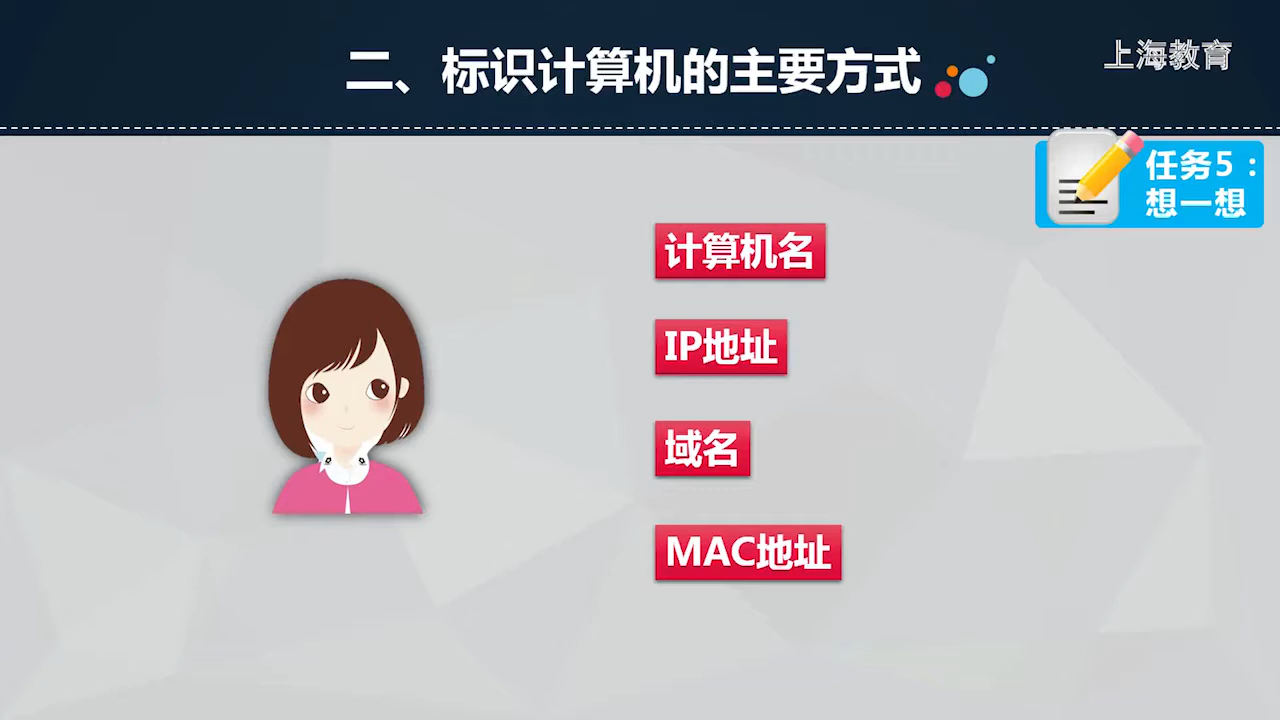 二、标识计算机的主要方式
上海教育
任务5：
想一想
计算机名
IP地址
域名
MAC地址